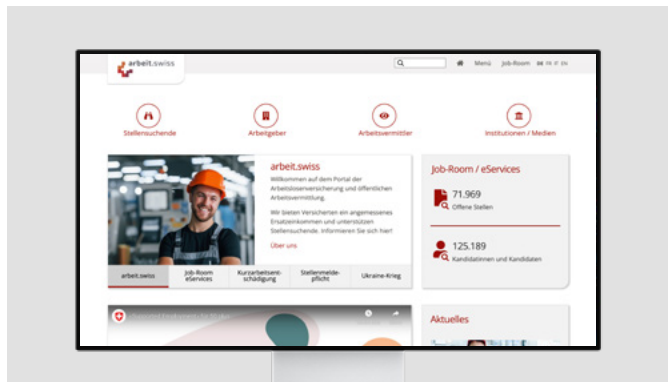 arbeit.swiss
Menü Job-Room DE FR IT EN
Stellensuchende
Arbeitgeber
Arbeitsvermittler
Institutionen / Medien
arbeit.swiss
Willkommen auf dem Portal der
Arbeitslosenversicherung und öffentlichen
Arbeitsvermittlung.
Wir bieten Versicherten ein angemessenes
Ersatzeinkommen und unterstützen
Stellensuchende. Informieren Sie sich hier!
Über uns
arbeit.swiss
Job-Room
eServices
Kurzarbeitsent-
schädigung
Stellenmelde-
pflicht
Ukraine-Krieg
Job-Room / eServices
71.969
Offene Stellen
125.189
Kandidatinnen und Kandidaten
Aktuelles